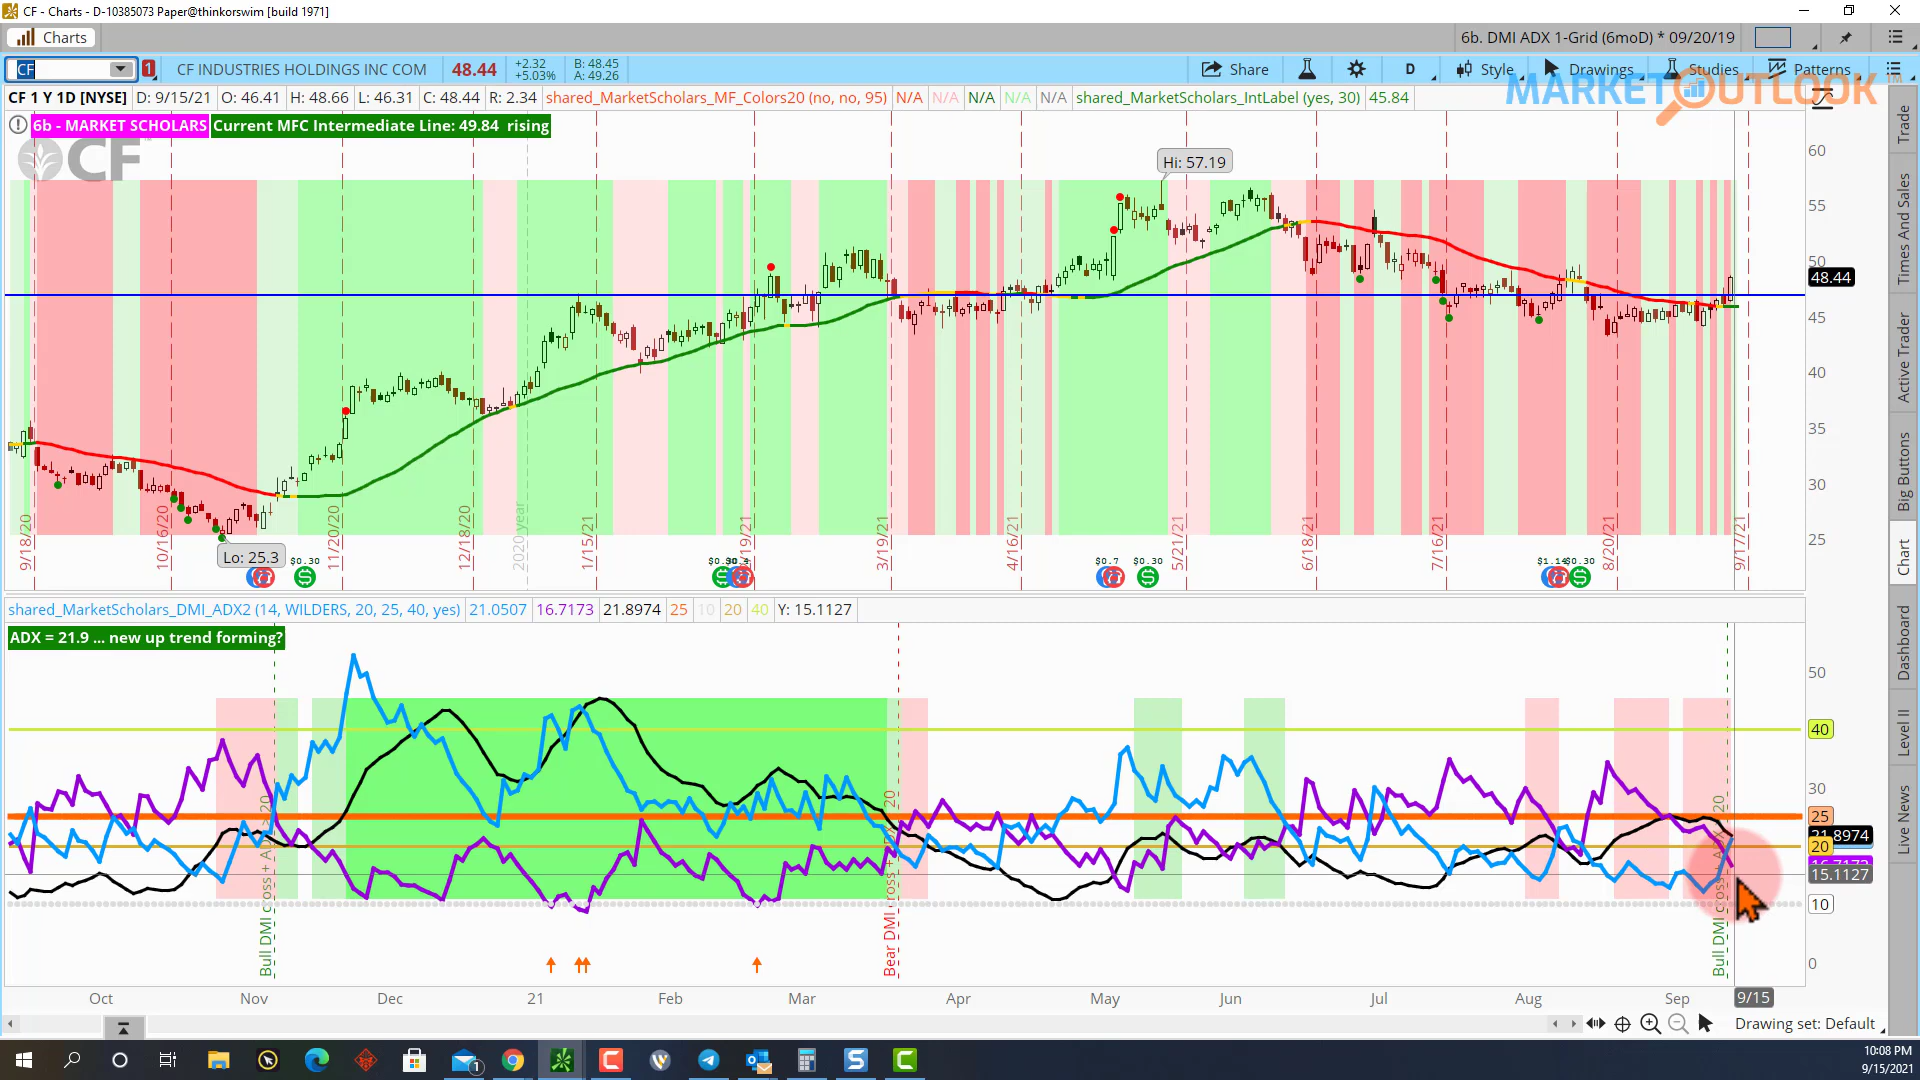 CF - Charts - D-10385073 Paper@thinkorswim [build 1971]
Charts
6b. DMI ADX 1-Grid (6moD) * 09/20/19
CF
1
CF INDUSTRIES HOLDINGS INC COM
48.44
+2.32
+5.03%
B: 48.45
A: 49.26
Share
D
Style
Drawings
Studies
Patterns
MARKETOUTLOOK
CF 1 Y 1D [NYSE] D: 9/15/21 O: 46.41 H: 48.66 L: 46.31 C: 48.44 R: 2.34 shared_MarketScholars_MF_Colors20 (no, no, 95) N/A N/A N/A N/A N/A shared_MarketScholars_IntLabel (yes, 30) 45.84
6b - MARKET SCHOLARS Current MFC Intermediate Line: 49.84 rising
CF
Hi: 57.19
Lo: 25.3
60
55
50
48.44
45
40
35
30
25
9/18/20
10/16/20
11/20/20
12/18/20
2020 year
1/15/21
3/19/21
4/16/21
5/21/21
6/18/21
7/16/21
8/20/21
9/17/21
$0.30
$0.7
$0.30
$0.30
shared_MarketScholars_DMI_ADX2 (14, WILDERS, 20, 25, 40, yes) 21.0507 16.7173 21.8974 25 10 20 40 Y: 15.1127
ADX = 21.9 ... new up trend forming?
50
40
30
25
21.8974
20
15.1127
10
0
Oct
Nov
Dec
21
Feb
Mar
Apr
May
Jun
Jul
Aug
Sep
9/15
Drawing set: Default
Trade
Times And Sales
Active Trader
Big Buttons
Chart
Dashboard
Level II
Live News
1
10:08 PM
9/15/2021